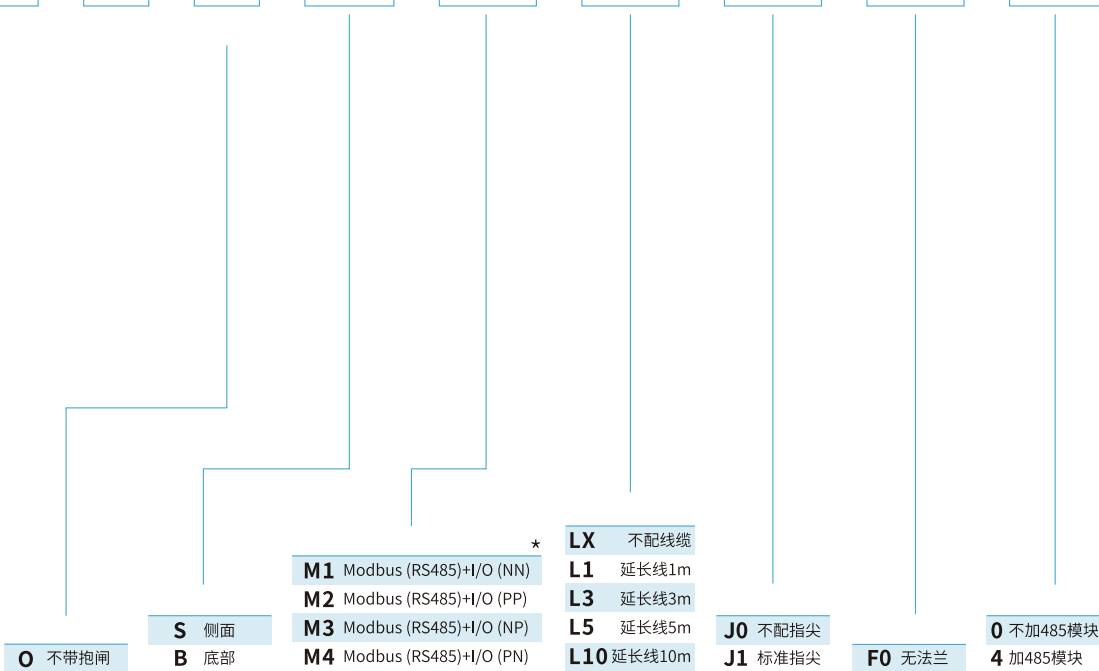 O 不带抱闸
S 侧面
B 底部
*
M1 Modbus (RS485)+I/O (NN)
M2 Modbus (RS485)+I/O (PP)
M3 Modbus (RS485)+I/O (NP)
M4 Modbus (RS485)+I/O (PN)
LX 不配线缆
L1 延长线1m
L3 延长线3m
L5 延长线5m
L10 延长线10m
J0 不配指尖
J1 标准指尖
F0 无法兰
0 不加485模块
4 加485模块